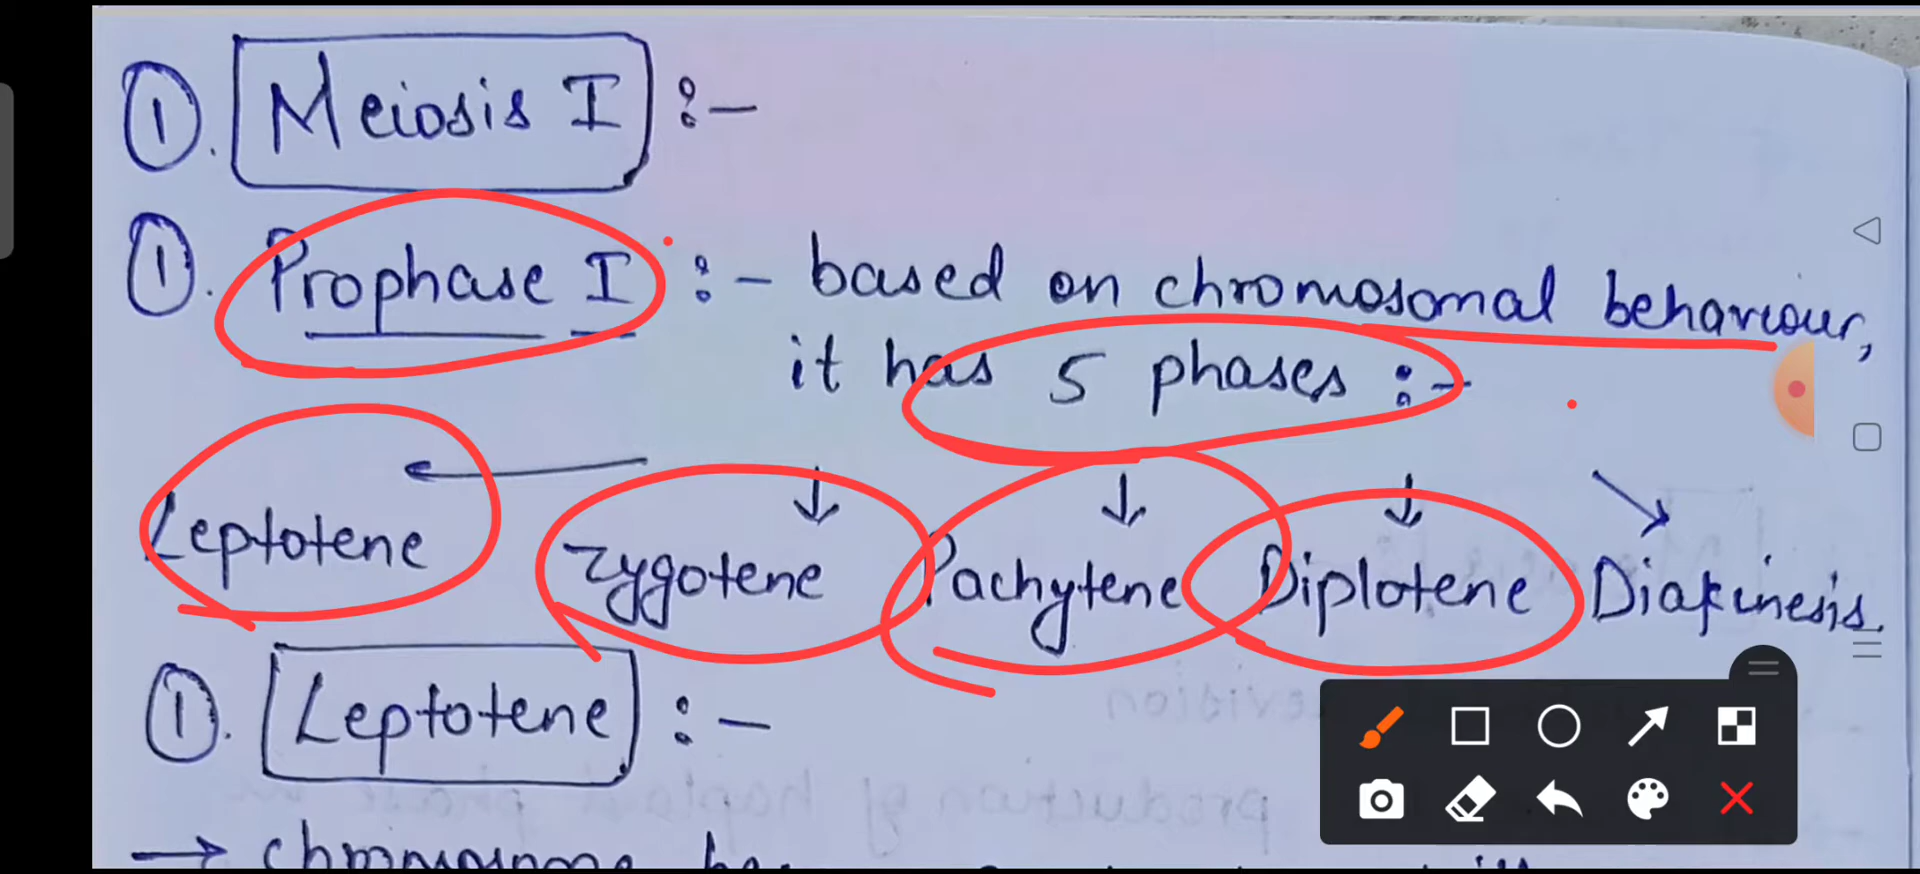 1. Meiosis I :-
1. Prophase I :- based on chromosomal behaviour,
it has 5 phases :-
Leptotene Zygotene Pachytene Diplotene Diakinesis.
1. Leptotene :-
→ chromosome